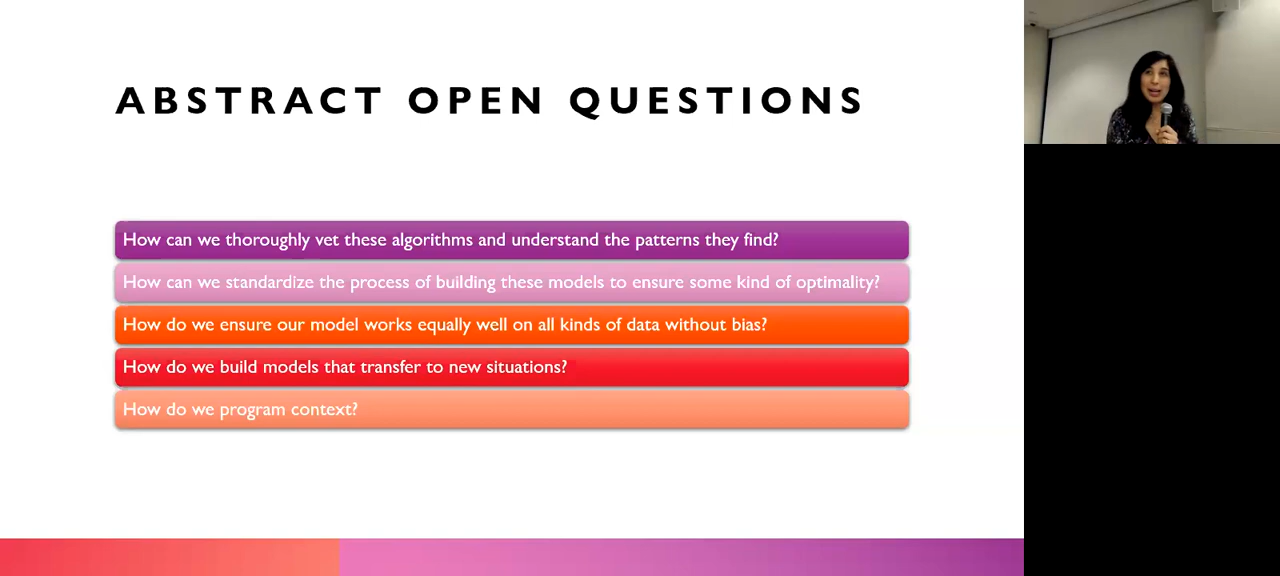 ABSTRACT OPEN QUESTIONS
How can we thoroughly vet these algorithms and understand the patterns they find?
How can we standardize the process of building these models to ensure some kind of optimality?
How do we ensure our model works equally well on all kinds of data without bias?
How do we build models that transfer to new situations?
How do we program context?